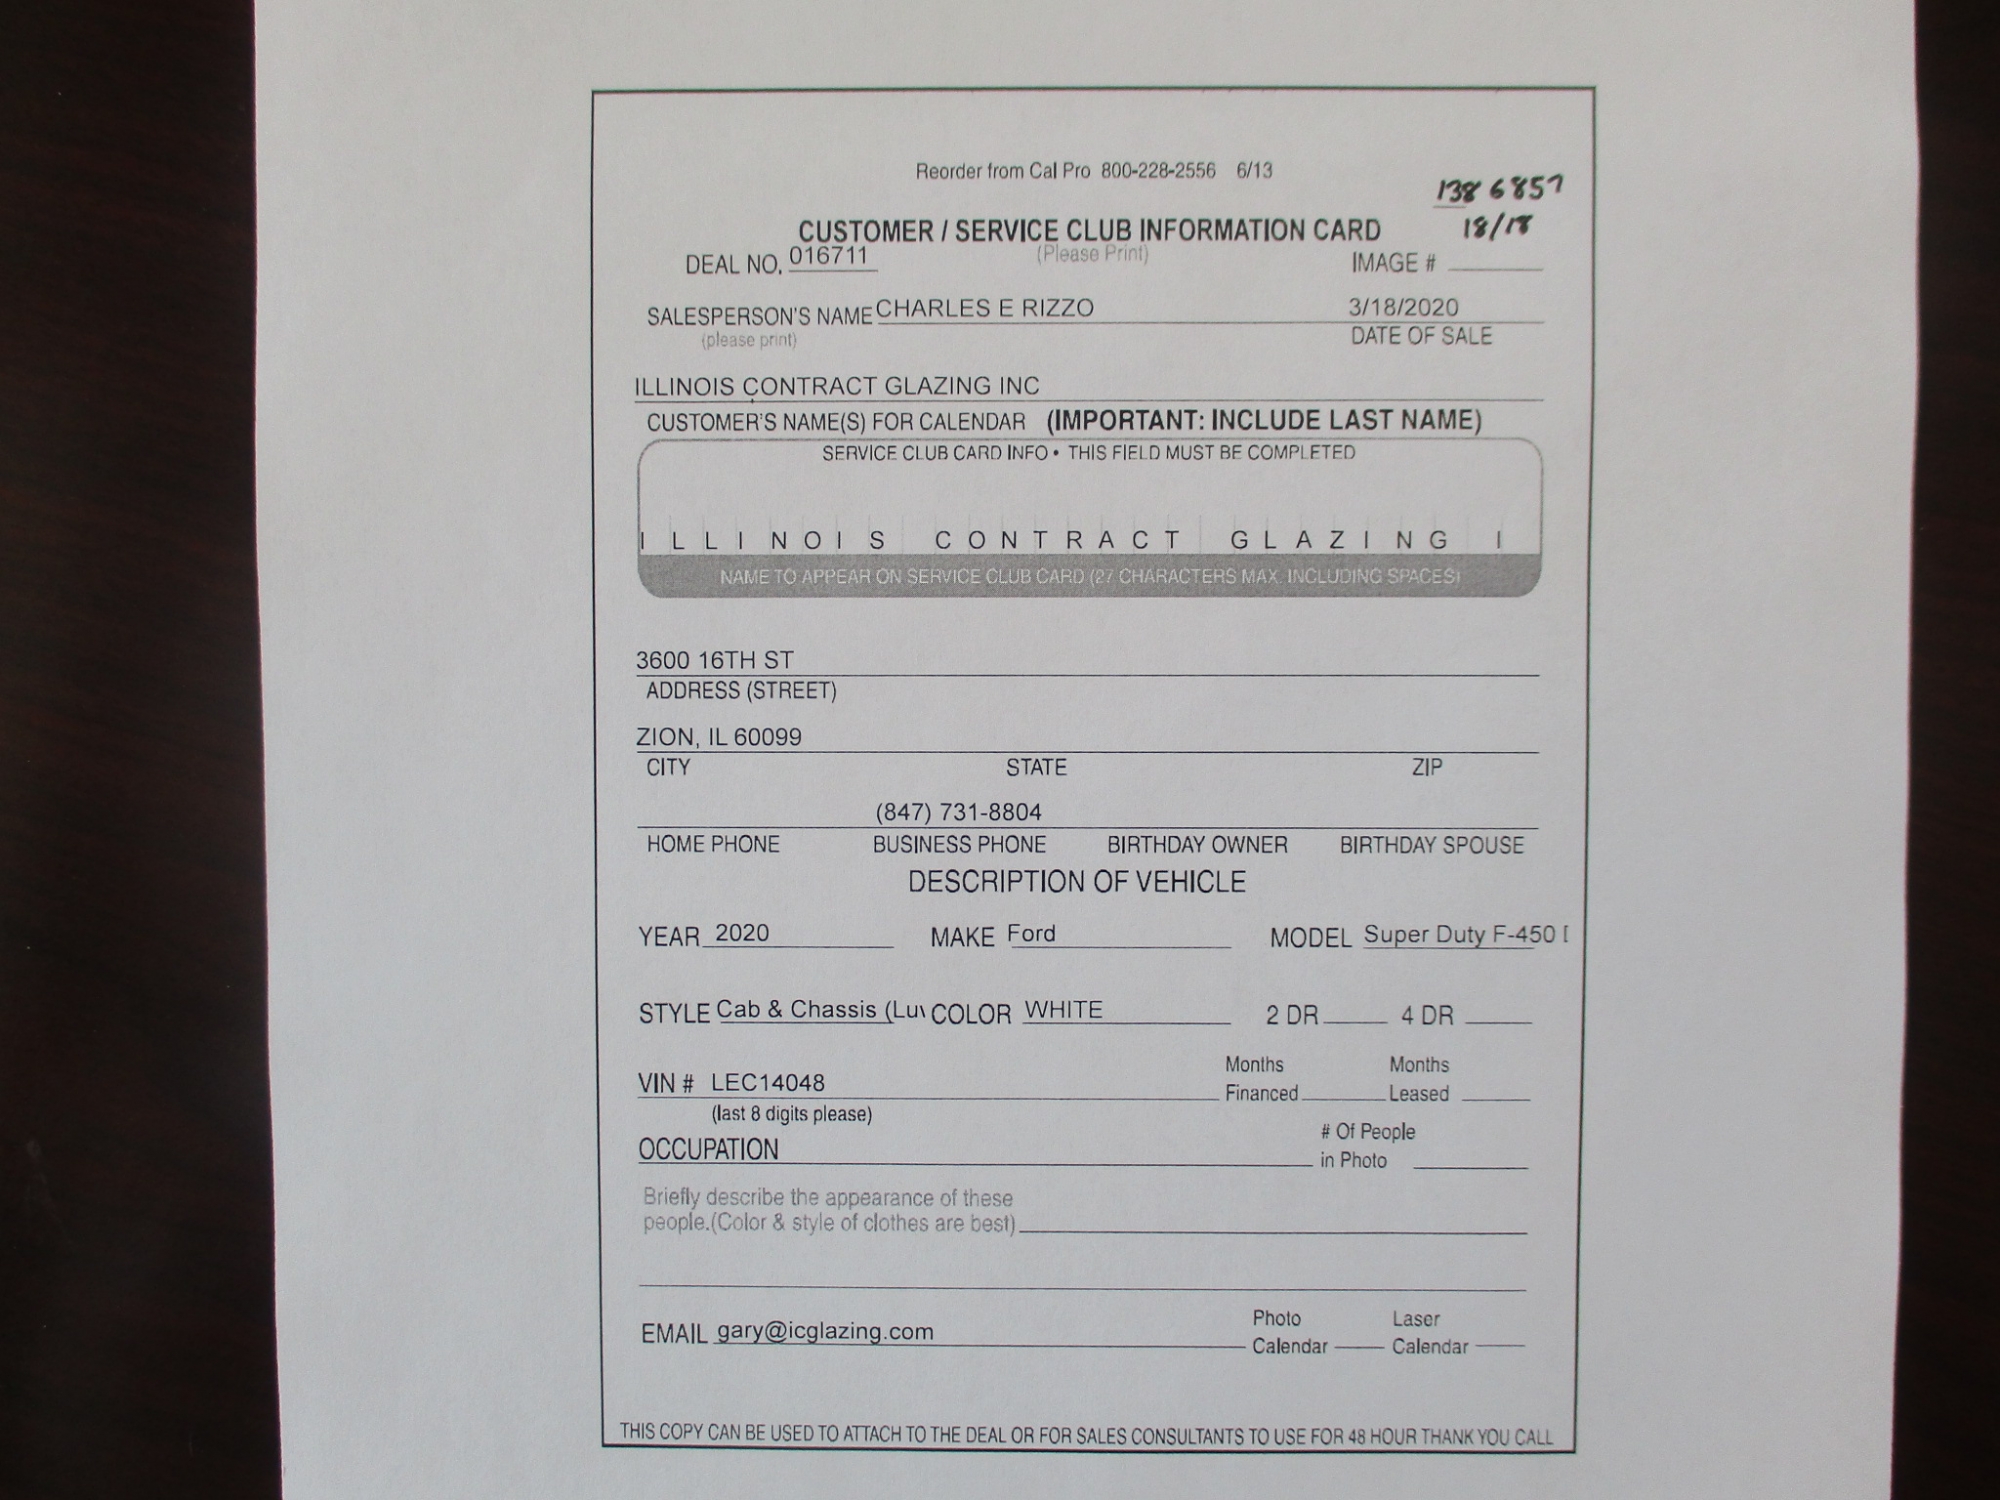 Reorder from Cal Pro 800-228-2556 6/13
1386857
18/18
CUSTOMER / SERVICE CLUB INFORMATION CARD
(Please Print)
DEAL NO. 016711
IMAGE #
SALESPERSON'S NAME CHARLES E RIZZO 3/18/2020
(please print) DATE OF SALE
ILLINOIS CONTRACT GLAZING INC
CUSTOMER'S NAME(S) FOR CALENDAR (IMPORTANT: INCLUDE LAST NAME)
SERVICE CLUB CARD INFO • THIS FIELD MUST BE COMPLETED
ILLINOIS CONTRACT GLAZING I
NAME TO APPEAR ON SERVICE CLUB CARD (27 CHARACTERS MAX. INCLUDING SPACES)
3600 16TH ST
ADDRESS (STREET)
ZION, IL 60099
CITY STATE ZIP
(847) 731-8804
HOME PHONE BUSINESS PHONE BIRTHDAY OWNER BIRTHDAY SPOUSE
DESCRIPTION OF VEHICLE
YEAR 2020 MAKE Ford MODEL Super Duty F-450
STYLE Cab & Chassis COLOR WHITE 2 DR 4 DR
VIN # LEC14048 Months Financed Months Leased
(last 8 digits please)
OCCUPATION # Of People in Photo
Briefly describe the appearance of these
people.(Color & style of clothes are best)
EMAIL gary@icglazing.com Photo Calendar Laser Calendar
THIS COPY CAN BE USED TO ATTACH TO THE DEAL OR FOR SALES CONSULTANTS TO USE FOR 48 HOUR THANK YOU CALL